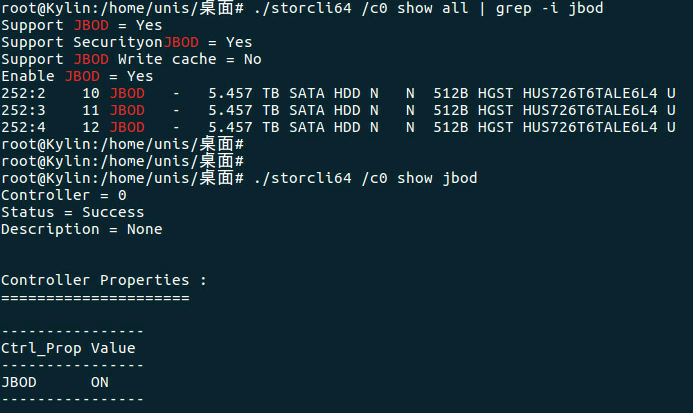 root@Kylin:/home/unis/桌面# ./storcli64 /c0 show all | grep -i jbod
Support JBOD = Yes
Support SecurityonJBOD = Yes
Support JBOD Write cache = No
Enable JBOD = Yes
252:2    10 JBOD   -   5.457 TB SATA HDD N   N  512B HGST HUS726T6TALE6L4 U
252:3    11 JBOD   -   5.457 TB SATA HDD N   N  512B HGST HUS726T6TALE6L4 U
252:4    12 JBOD   -   5.457 TB SATA HDD N   N  512B HGST HUS726T6TALE6L4 U
root@Kylin:/home/unis/桌面#
root@Kylin:/home/unis/桌面#
root@Kylin:/home/unis/桌面# ./storcli64 /c0 show jbod
Controller = 0
Status = Success
Description = None
Controller Properties :
=====================
----------------
Ctrl_Prop Value
----------------
JBOD      ON
----------------